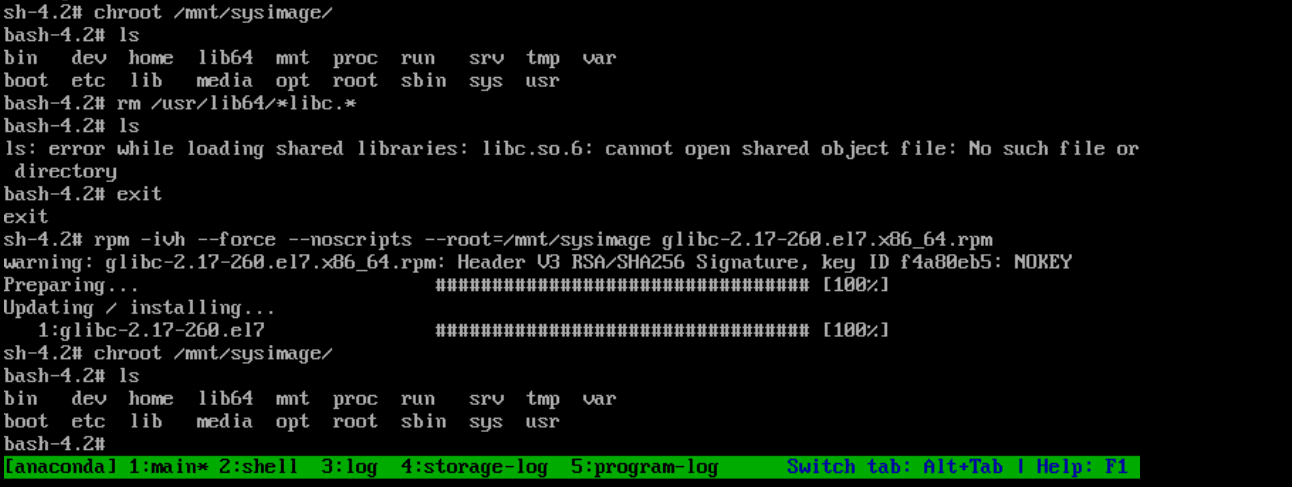 sh-4.2# chroot /mnt/sysimage/
bash-4.2# ls
bin   dev  home  lib64  mnt  proc  run   srv  tmp  var
boot  etc  lib   media  opt  root  sbin  sys  usr
bash-4.2# rm /usr/lib64/*libc.*
bash-4.2# ls
ls: error while loading shared libraries: libc.so.6: cannot open shared object file: No such file or
 directory
bash-4.2# exit
exit
sh-4.2# rpm -ivh --force --noscripts --root=/mnt/sysimage glibc-2.17-260.el7.x86_64.rpm
warning: glibc-2.17-260.el7.x86_64.rpm: Header V3 RSA/SHA256 Signature, key ID f4a80eb5: NOKEY
Preparing...                          ################################# [100%]
Updating / installing...
   1:glibc-2.17-260.el7               ################################# [100%]
sh-4.2# chroot /mnt/sysimage/
bash-4.2# ls
bin   dev  home  lib64  mnt  proc  run   srv  tmp  var
boot  etc  lib   media  opt  root  sbin  sys  usr
bash-4.2#
[anaconda] 1:main* 2:shell  3:log  4:storage-log  5:program-log      Switch tab: Alt+Tab | Help: F1